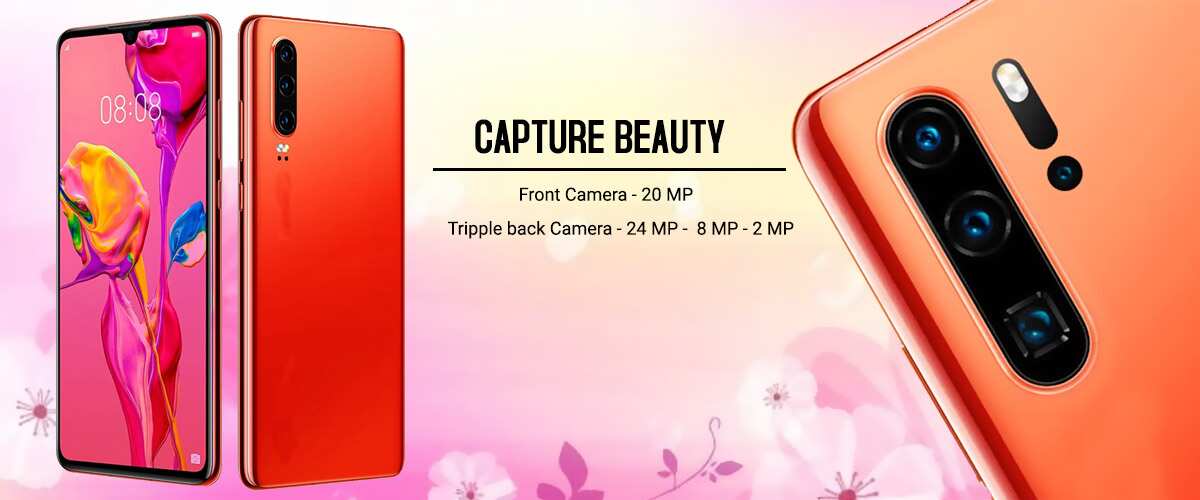 08:08
CAPTURE BEAUTY
Front Camera - 20 MP
Tripple back Camera - 24 MP - 8 MP - 2 MP